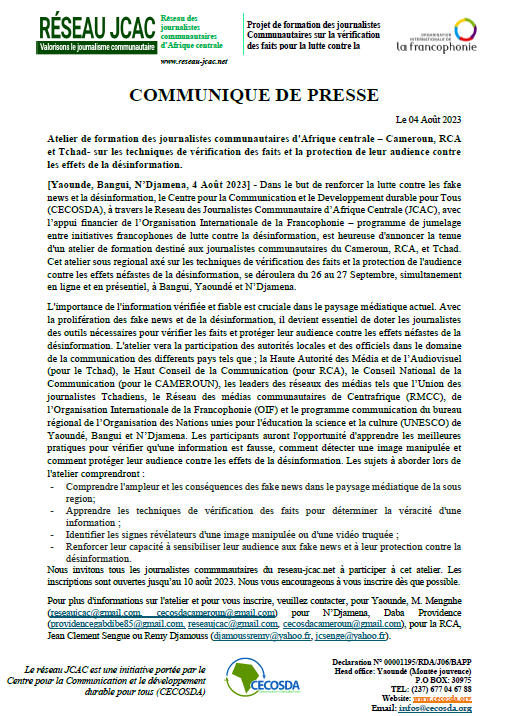 RÉSEAU JCAC
Valorisons le journalisme communautaire
Réseau des
journalistes
communautaires
d'Afrique centrale
www.reseau-jcac.net
Projet de formation des journalistes
Communautaires sur la vérification
des faits pour la lutte contre la
ORGANISATION
INTERNATIONALE DE
la francophonie
COMMUNIQUE DE PRESSE
Le 04 Août 2023
Atelier de formation des journalistes communautaires d'Afrique centrale – Cameroun, RCA
et Tchad- sur les techniques de vérification des faits et la protection de leur audience contre
les effets de la désinformation.
[Yaounde, Bangui, N'Djamena, 4 Août 2023] - Dans le but de renforcer la lutte contre les fake
news et la désinformation, le Centre pour la Communication et le Developement durable pour Tous
(CECOSDA), à travers le Reseau des Journalistes Communautaire d'Afrique Centrale (JCAC), avec
l'appui financier de l'Organisation Internationale de la Francophonie – programme de jumelage
entre initiatives francophones de lutte contre la désinformation, est heureuse d'annoncer la tenue
d'un atelier de formation destiné aux journalistes communautaires du Cameroun, RCA, et Tchad.
Cet atelier sous regional axé sur les techniques de vérification des faits et la protection de l'audience
contre les effets néfastes de la désinformation, se déroulera du 26 au 27 Septembre, simultanement
en ligne et en présentiel, à Bangui, Yaoundé et N'Djemena.
L'importance de l'information vérifiée et fiable est cruciale dans le paysage médiatique actuel. Avec
la prolifération des fake news et de la désinformation, il devient essentiel de doter les journalistes
des outils nécessaires pour vérifier les faits et protéger leur audience contre les effets néfastes de la
désinformation. L'atelier vera la participation des autorités locales et des officiels dans le domaine
de la communication des differents pays tels que ; la Haute Autorité des Média et de l'Audiovisuel
(pour le Tchad), le Haut Conseil de la Communication (pour RCA), le Conseil National de la
Communication (pour le CAMEROUN), les leaders des réseaux des médias tels que l'Union des
journalistes Tchadiens, le Réseau des médias communautaires de Centrafrique (RMCC), de
l'Organisation Internationale de la Francophonie (OIF) et le programme communication du bureau
régional de l'Organisation des Nations unies pour l'éducation la science et la culture (UNESCO) de
Yaoundé, Bangui et N'Djemena. Les participants auront l'opportunité d'apprendre les meilleures
pratiques pour vérifier qu'une information est fausse, comment détecter une image manipulée et
comment protéger leur audience contre les effets de la désinformation. Les sujets à aborder lors de
l'atelier comprendront :
- Comprendre l'ampleur et les conséquences des fake news dans le paysage médiatique de la sous
region;
- Apprendre les techniques de vérification des faits pour déterminer la véracité d'une
information ;
- Identifier les signes révélateurs d'une image manipulée ou d'une vidéo truquée ;
- Renforcer leur capacité à sensibiliser leur audience aux fake news et à leur protection contre la
désinformation.
Nous invitons tous les journalistes communautaires du reseau-jcac.net à participer à cet atelier. Les
inscriptions sont ouvertes jusqu'au 10 août 2023. Nous vous encourageons à vous inscrire dès que possible.
Pour plus d'informations sur l'atelier et pour vous inscrire, veuillez contacter, pour Yaounde, M. Mengnhe
(reseaujcac@gmail.com, cecosdacameroun@gmail.com) pour N'Djemena, Daba Providence
(providencegabdibe85@gmail.com, reseaujcac@gmail.com, cecosdacameroun@gmail.com), pour la RCA,
Jean Clement Sengue ou Remy Djamouss (djamoussremy@yahoo.fr, jcsenge@yahoo.fr).
Le réseau JCAC est une initiative portée par le
Centre pour la Communication et le développement
durable pour tous (CECOSDA)
CECOSDA
Declaration N° 00001195/RDA/J06/BAPP
Head office: Yaoundé (Montée jouvence)
P.O BOX: 30975
TEL: (237) 677 04 67 88
Website: www.cecosda.org
Email: infos@cecosda.org